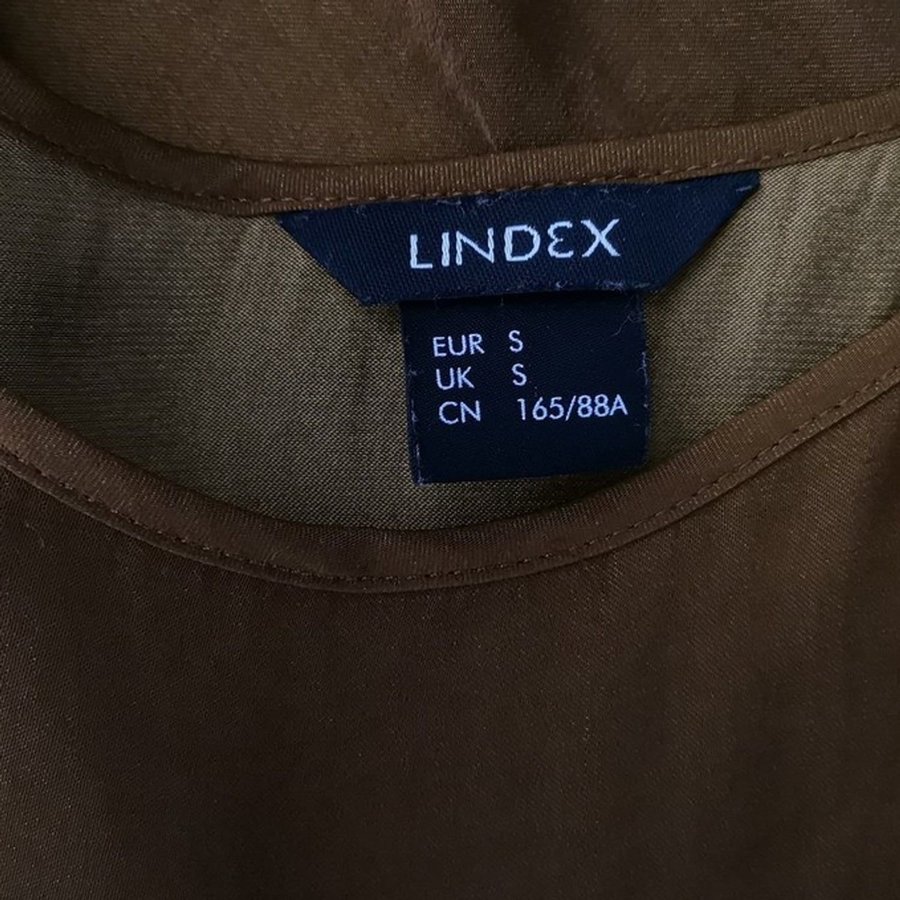 LINDEX
EUR S
UK S
CN 165/88A